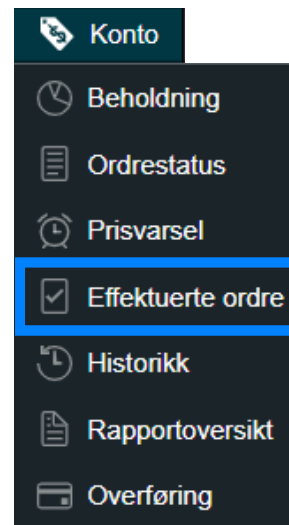 Konto
Beholdning
Ordrestatus
Prisvarsel
Effektuerte ordre
Historikk
Rapportoversikt
Overføring